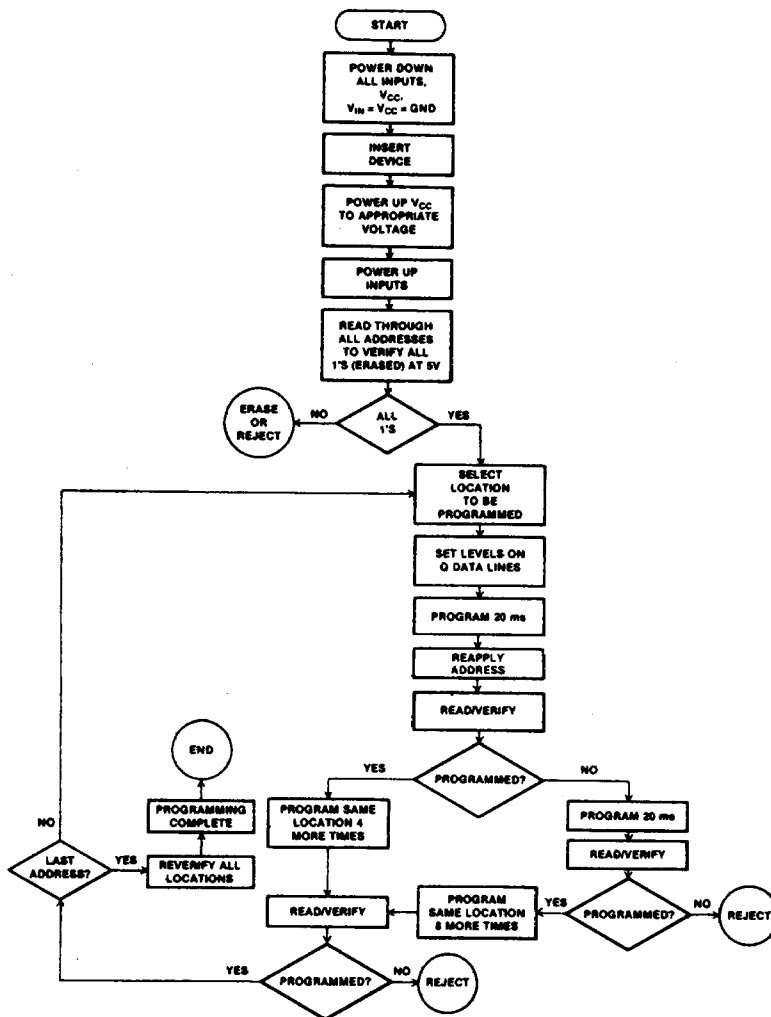 START
POWER DOWN
ALL INPUTS,
VCC,
VIN = VCC = GND
INSERT
DEVICE
POWER UP VCC
TO APPROPRIATE
VOLTAGE
POWER UP
INPUTS
READ THROUGH
ALL ADDRESSES
TO VERIFY ALL
1'S (ERASED) AT 5V
ERASE
OR
REJECT
NO
ALL
1'S
YES
SELECT
LOCATION
TO BE
PROGRAMMED
SET LEVELS ON
Q DATA LINES
PROGRAM 20 ms
REAPPLY
ADDRESS
READ/VERIFY
PROGRAMMED?
YES
NO
PROGRAM SAME
LOCATION 4
MORE TIMES
PROGRAM 20 ms
READ/VERIFY
PROGRAMMED?
NO
REJECT
YES
PROGRAM
SAME LOCATION
8 MORE TIMES
READ/VERIFY
PROGRAMMED?
NO
REJECT
YES
LAST
ADDRESS?
NO
YES
REVERIFY ALL
LOCATIONS
PROGRAMMING
COMPLETE
END